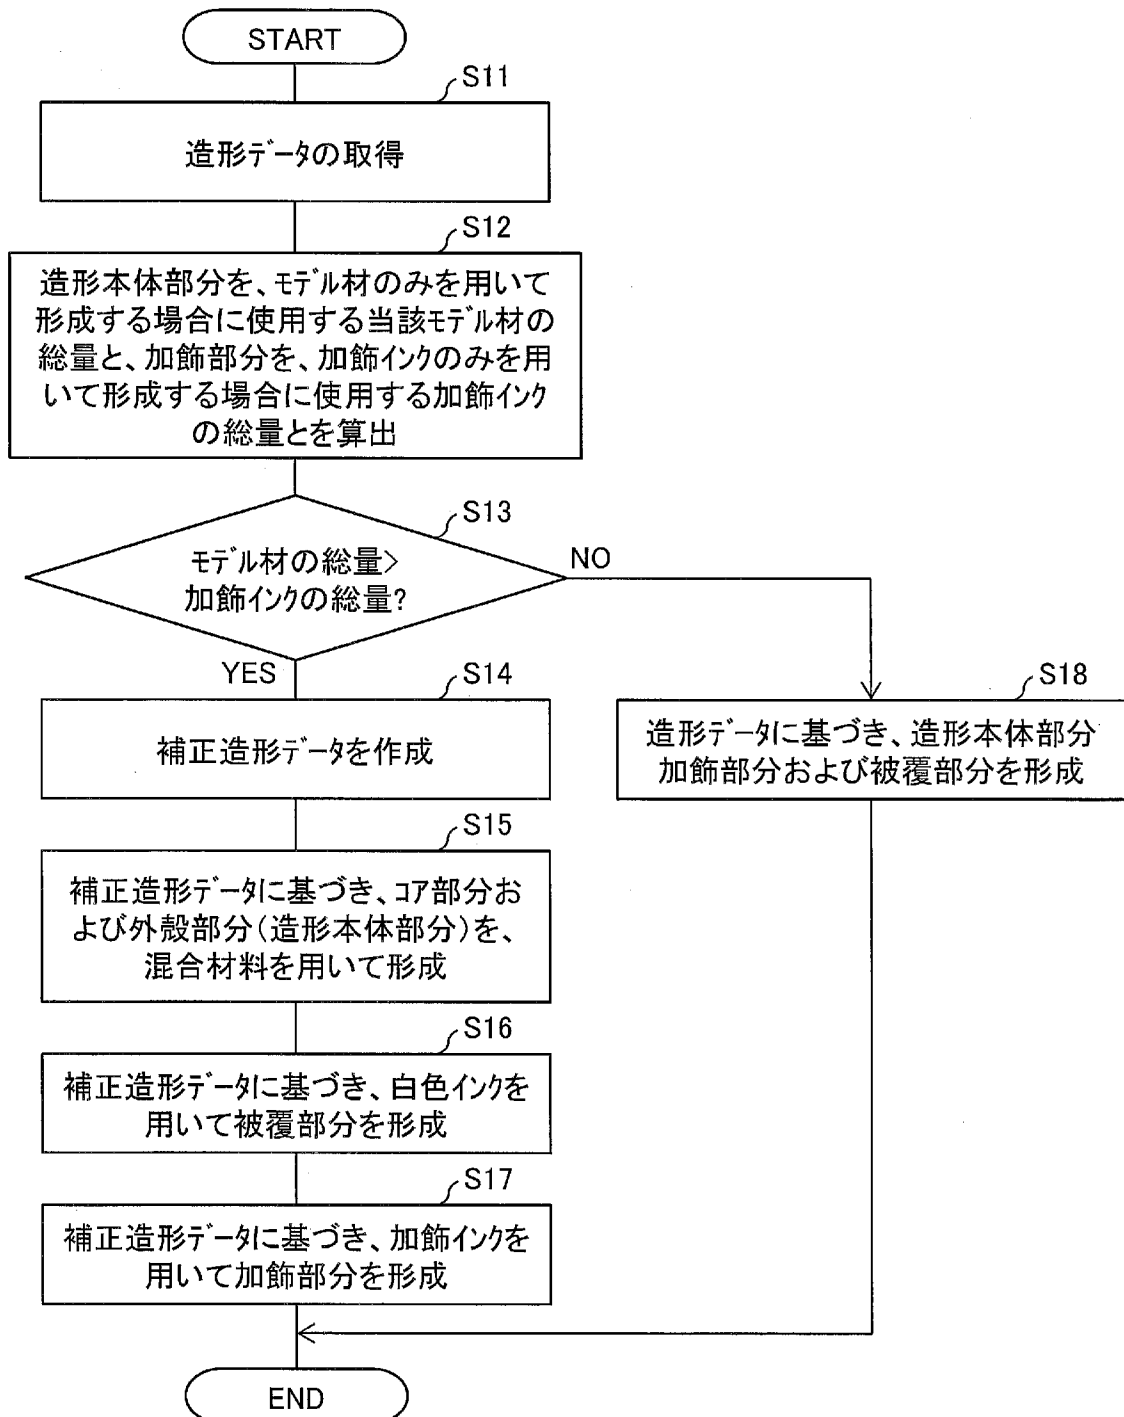 START
S11
造形データの取得
S12
造形本体部分を、モデル材のみを用いて
形成する場合に使用する当該モデル材の
総量と、加飾部分を、加飾インクのみを用
いて形成する場合に使用する加飾インク
の総量とを算出
S13
モデル材の総量>
加飾インクの総量?
NO
YES
S14
補正造形データを作成
S18
造形データに基づき、造形本体部分
加飾部分および被覆部分を形成
S15
補正造形データに基づき、コア部分お
よび外殻部分(造形本体部分)を、
混合材料を用いて形成
S16
補正造形データに基づき、白色インクを
用いて被覆部分を形成
S17
補正造形データに基づき、加飾インクを
用いて加飾部分を形成
END